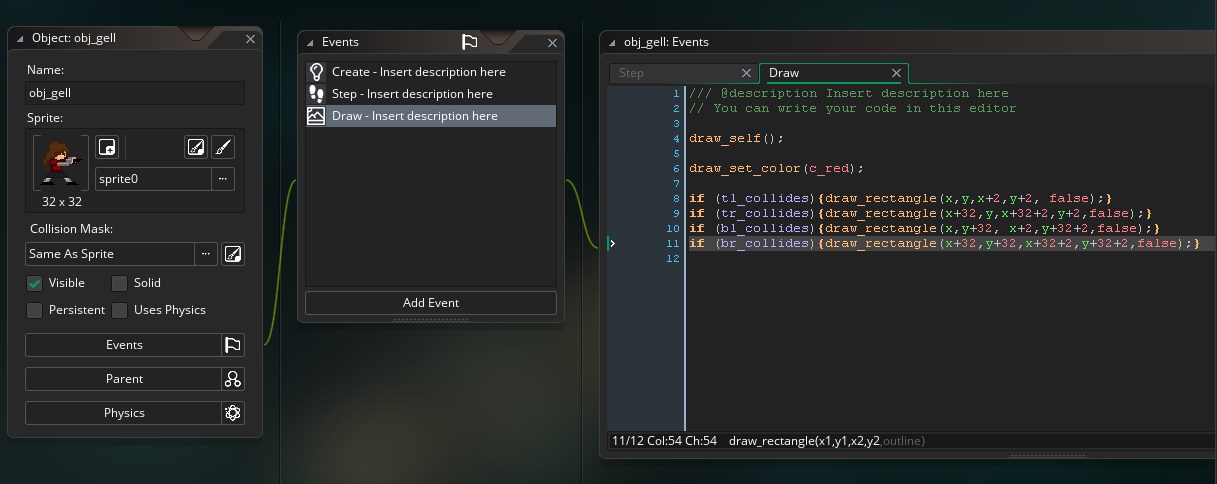 Object: obj_gell
Name:
obj_gell
Sprite:
sprite0
...
32 x 32
Collision Mask:
Same As Sprite
...
Visible
Solid
Persistent
Uses Physics
Events
Parent
Physics
Events
Create - Insert description here
Step - Insert description here
Draw - Insert description here
Add Event
obj_gell: Events
Step
Draw
1 /// @description Insert description here
2 // You can write your code in this editor
3
4 draw_self();
5
6 draw_set_color(c_red);
7
8 if (tl_collides){draw_rectangle(x,y,x+2,y+2, false);}
9 if (tr_collides){draw_rectangle(x+32,y,x+32+2,y+2,false);}
10 if (bl_collides){draw_rectangle(x,y+32, x+2,y+32+2,false);}
11 if (br_collides){draw_rectangle(x+32,y+32,x+32+2,y+32+2,false);}
12
11/12 Col:54 Ch:54 draw_rectangle(x1,y1,x2,y2,outline)